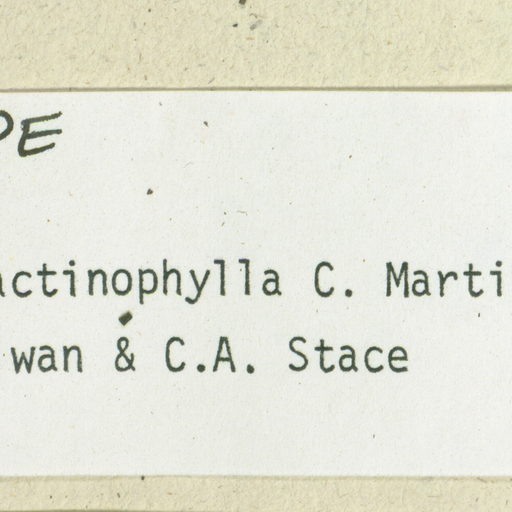 PE
actinophylla C. Marti
wan & C.A. Stace